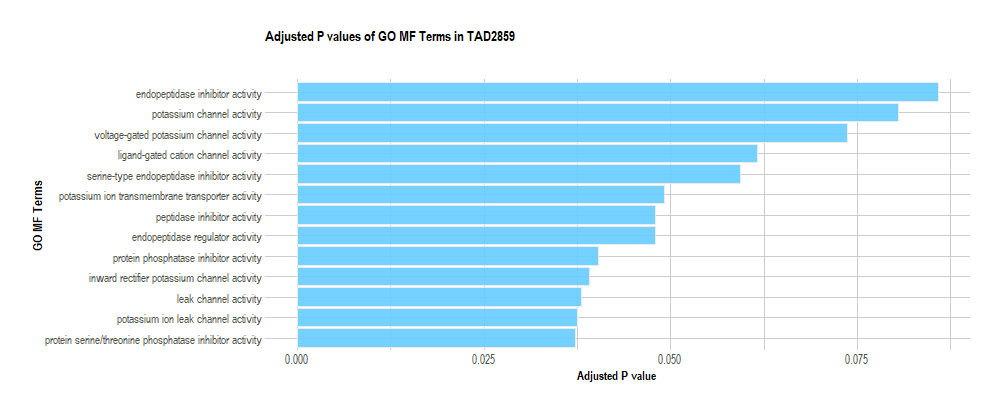 Adjusted P values of GO MF Terms in TAD2859
GO MF Terms
endopeptidase inhibitor activity
potassium channel activity
voltage-gated potassium channel activity
ligand-gated cation channel activity
serine-type endopeptidase inhibitor activity
potassium ion transmembrane transporter activity
peptidase inhibitor activity
endopeptidase regulator activity
protein phosphatase inhibitor activity
inward rectifier potassium channel activity
leak channel activity
potassium ion leak channel activity
protein serine/threonine phosphatase inhibitor activity
0.000 0.025 0.050 0.075
Adjusted P value